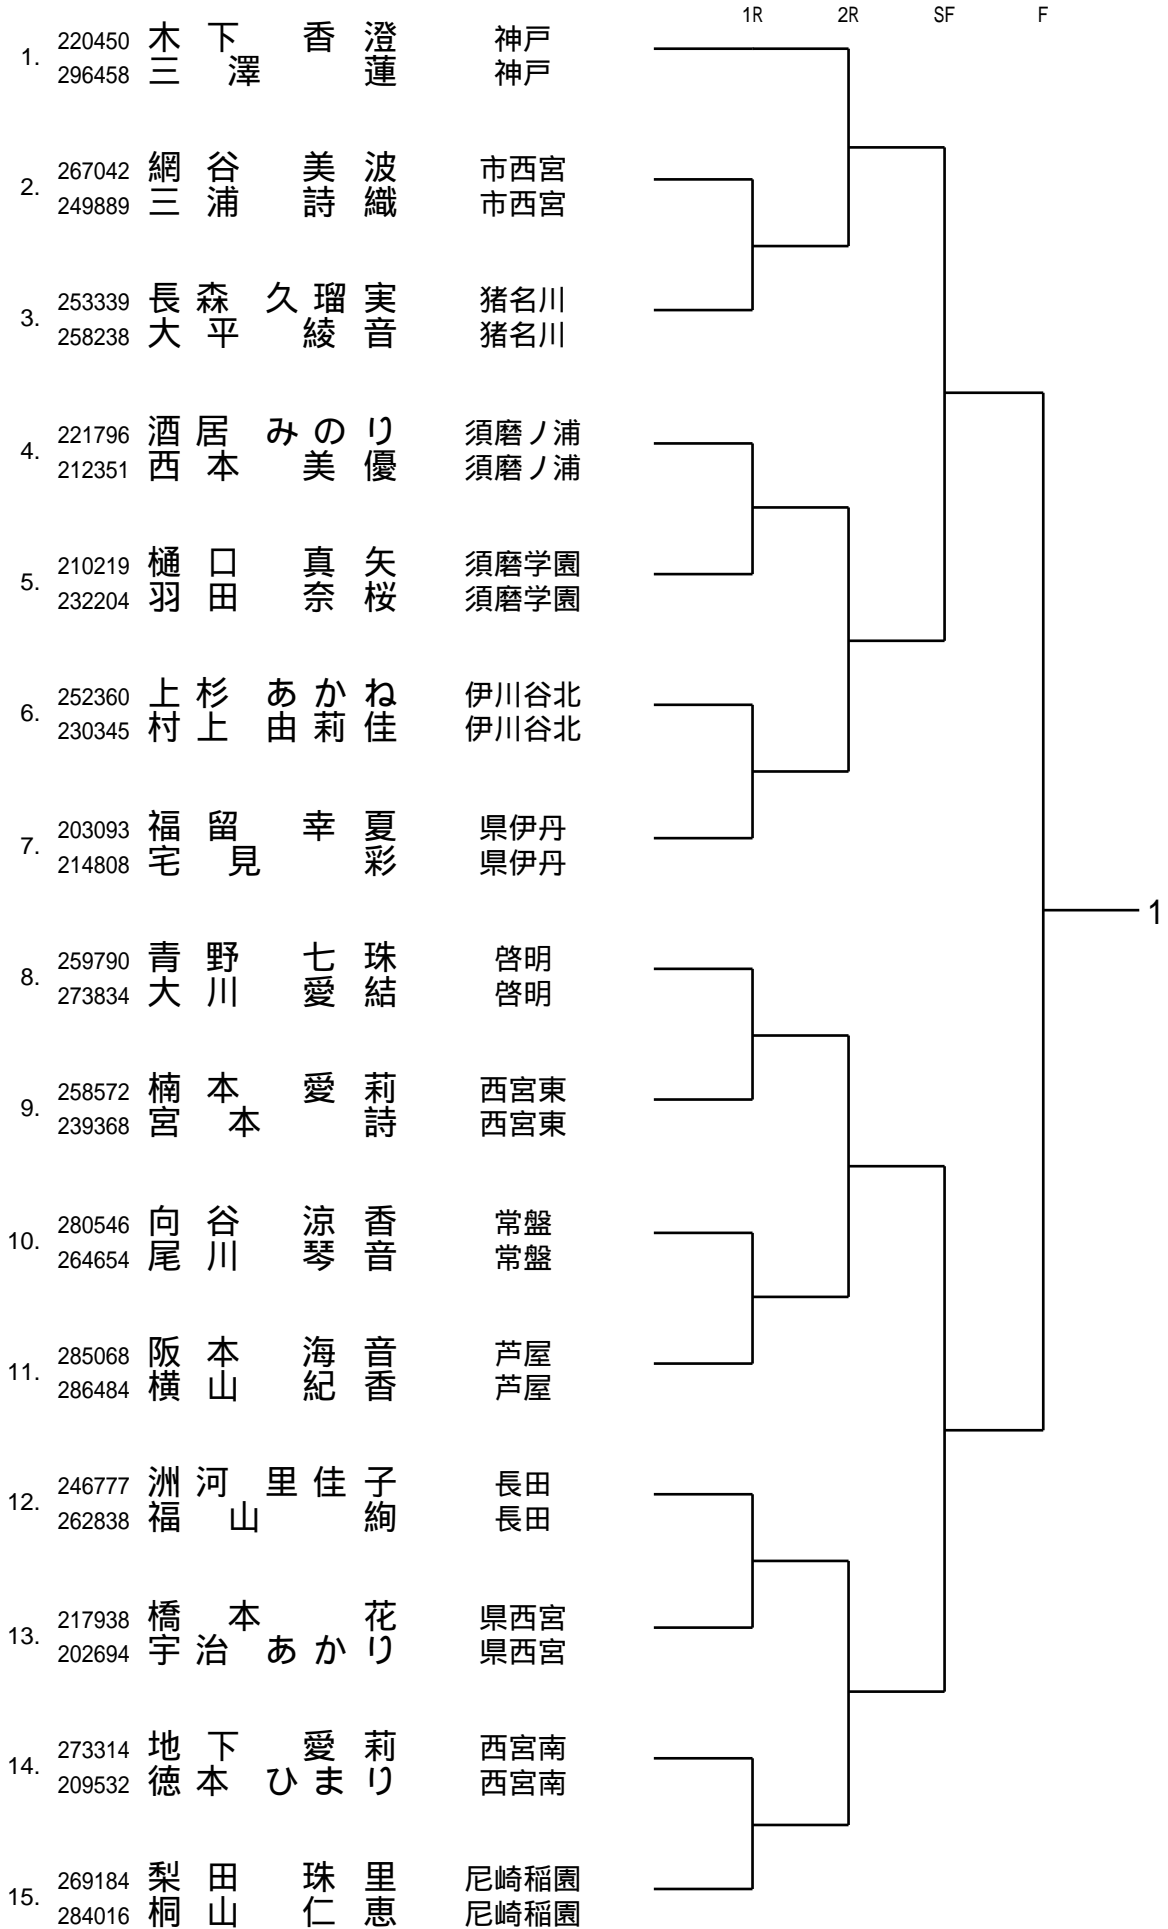 1R 2R SF F
1. 220450 木下 香澄 神戸
296458 三澤 蓮 神戸
2. 267042 網谷 美波 市西宮
249889 三浦 詩織 市西宮
3. 253339 長森 久瑠実 猪名川
258238 大平 綾音 猪名川
4. 221796 酒居 みのり 須磨ノ浦
212351 西本 美優 須磨ノ浦
5. 210219 樋口 真矢 須磨学園
232204 羽田 奈桜 須磨学園
6. 252360 上杉 あかね 伊川谷北
230345 村上 由莉佳 伊川谷北
7. 203093 福留 幸夏 県伊丹
214808 宅見 彩 県伊丹
1
8. 259790 青野 七珠 啓明
273834 大川 愛結 啓明
9. 258572 楠本 愛莉 西宮東
239368 宮本 詩 西宮東
10. 280546 向谷 涼香 常盤
264654 尾川 琴音 常盤
11. 285068 阪本 海音 芦屋
286484 横山 紀香 芦屋
12. 246777 洲河 里佳子 長田
262838 福山 絢 長田
13. 217938 橋本 花 県西宮
202694 宇治 あかり 県西宮
14. 273314 地下 愛莉 西宮南
209532 徳本 ひまり 西宮南
15. 269184 梨田 珠里 尼崎稲園
284016 桐山 仁恵 尼崎稲園